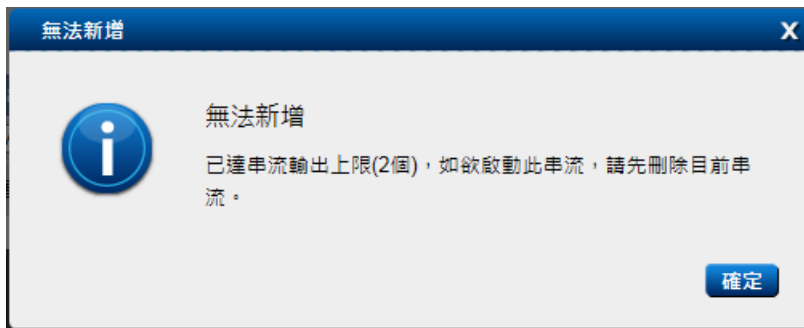 無法新增
X
無法新增
已達串流輸出上限(2個)，如欲啟動此串流，請先刪除目前串
流。
確定